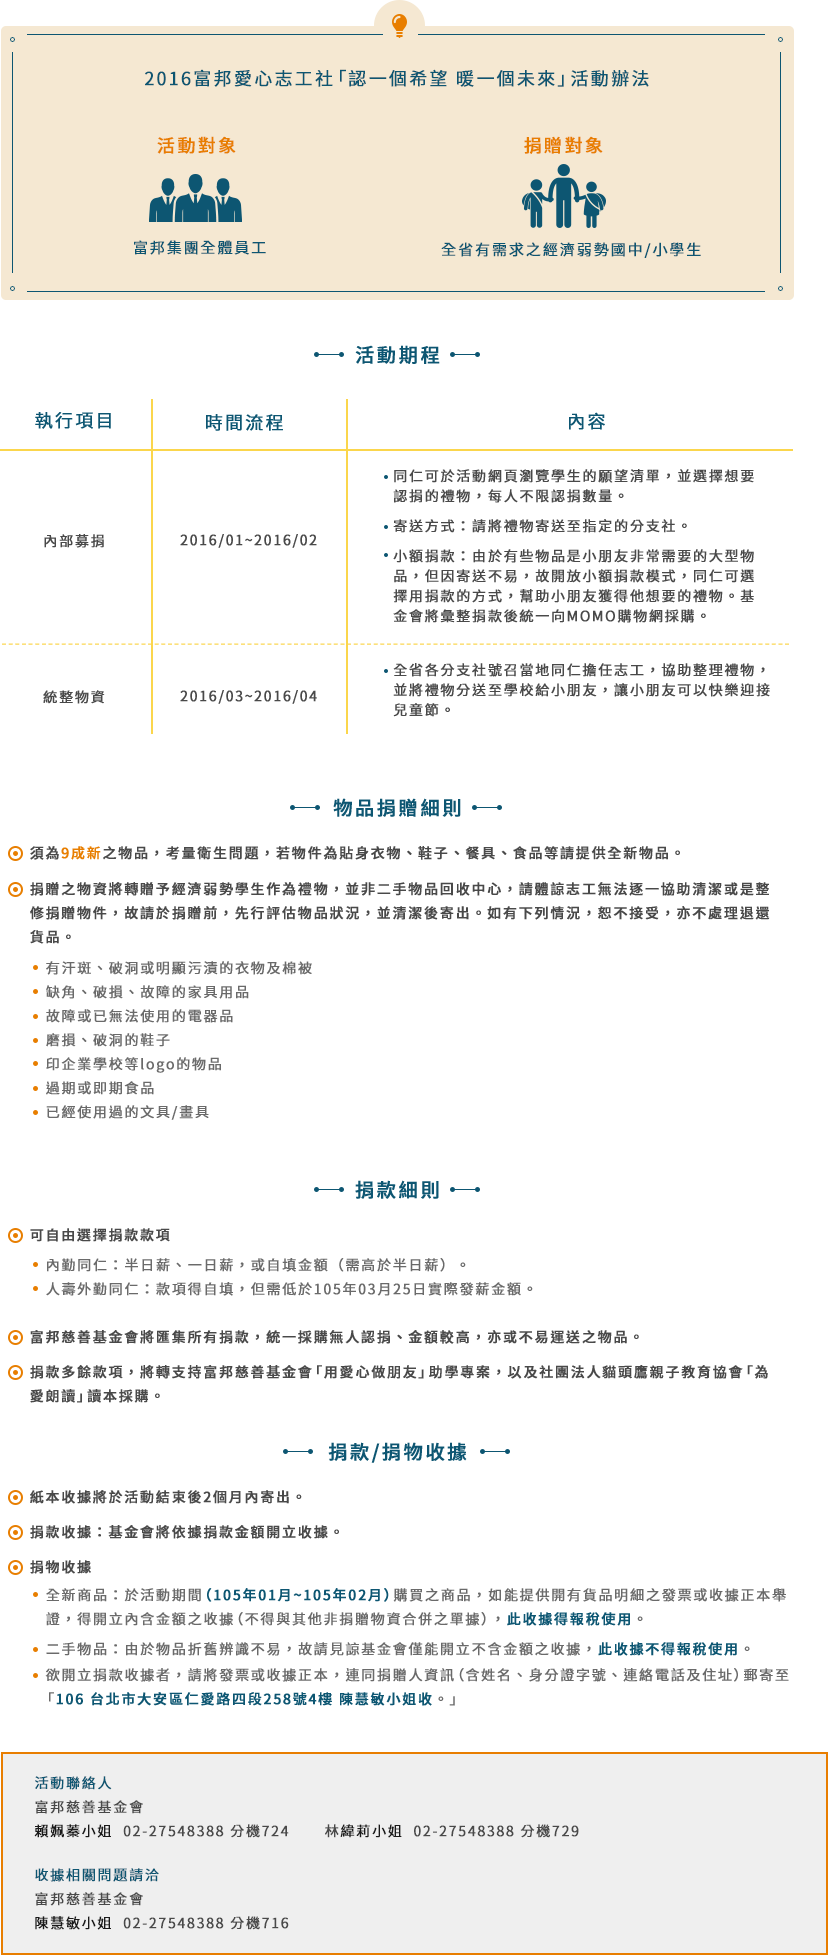 2016富邦愛心志工社「認一個希望 暖一個未來」活動辦法
活動對象
捐贈對象
富邦集團全體員工
全省有需求之經濟弱勢國中/小學生
活動期程
執行項目
時間流程
內容
內部募捐
2016/01~2016/02
•同仁可於活動網頁瀏覽學生的願望清單，並選擇想要
認捐的禮物，每人不限認捐數量。
•寄送方式：請將禮物寄送至指定的分支社。
•小額捐款：由於有些物品是小朋友非常需要的大型物
品，但因寄送不易，故開放小額捐款模式，同仁可選
擇用捐款的方式，幫助小朋友獲得他想要的禮物。基
金會將彙整捐款後統一向MOMO購物網採購。
統整物資
2016/03~2016/04
•全省各分支社號召當地同仁擔任志工，協助整理禮物，
並將禮物分送至學校給小朋友，讓小朋友可以快樂迎接
兒童節。
物品捐贈細則
須為9成新之物品，考量衛生問題，若物件為貼身衣物、鞋子、餐具、食品等請提供全新物品。
捐贈之物資將轉贈予經濟弱勢學生作為禮物，並非二手物品回收中心，請體諒志工無法逐一協助清潔或是整
修捐贈物件，故請於捐贈前，先行評估物品狀況，並清潔後寄出。如有下列情況，恕不接受，亦不處理退還
貨品。
•有汗斑、破洞或明顯污漬的衣物及棉被
•缺角、破損、故障的家具用品
•故障或已無法使用的電器品
•磨損、破洞的鞋子
•印企業學校等logo的物品
•過期或即期食品
•已經使用過的文具/畫具
捐款細則
可自由選擇捐款款項
•內勤同仁：半日薪、一日薪，或自填金額（需高於半日薪）。
•人壽外勤同仁：款項得自填，但需低於105年03月25日實際發薪金額。
富邦慈善基金會將匯集所有捐款，統一採購無人認捐、金額較高，亦或不易運送之物品。
捐款多餘款項，將轉支持富邦慈善基金會「用愛心做朋友」助學專案，以及社團法人貓頭鷹親子教育協會「為
愛朗讀」讀本採購。
捐款/捐物收據
紙本收據將於活動結束後2個月內寄出。
捐款收據：基金會將依據捐款金額開立收據。
捐物收據
•全新商品：於活動期間（105年01月~105年02月）購買之商品，如能提供開有貨品明細之發票或收據正本舉
證，得開立內含金額之收據（不得與其他非捐贈物資合併之單據），此收據得報稅使用。
•二手物品：由於物品折舊辨識不易，故請見諒基金會僅能開立不含金額之收據，此收據不得報稅使用。
•欲開立捐款收據者，請將發票或收據正本，連同捐贈人資訊（含姓名、身分證字號、連絡電話及住址）郵寄至
「106 台北市大安區仁愛路四段258號4樓 陳慧敏小姐收。」
活動聯絡人
富邦慈善基金會
賴姵蓁小姐 02-27548388 分機724 林緯莉小姐 02-27548388 分機729
收據相關問題請洽
富邦慈善基金會
陳慧敏小姐 02-27548388 分機716